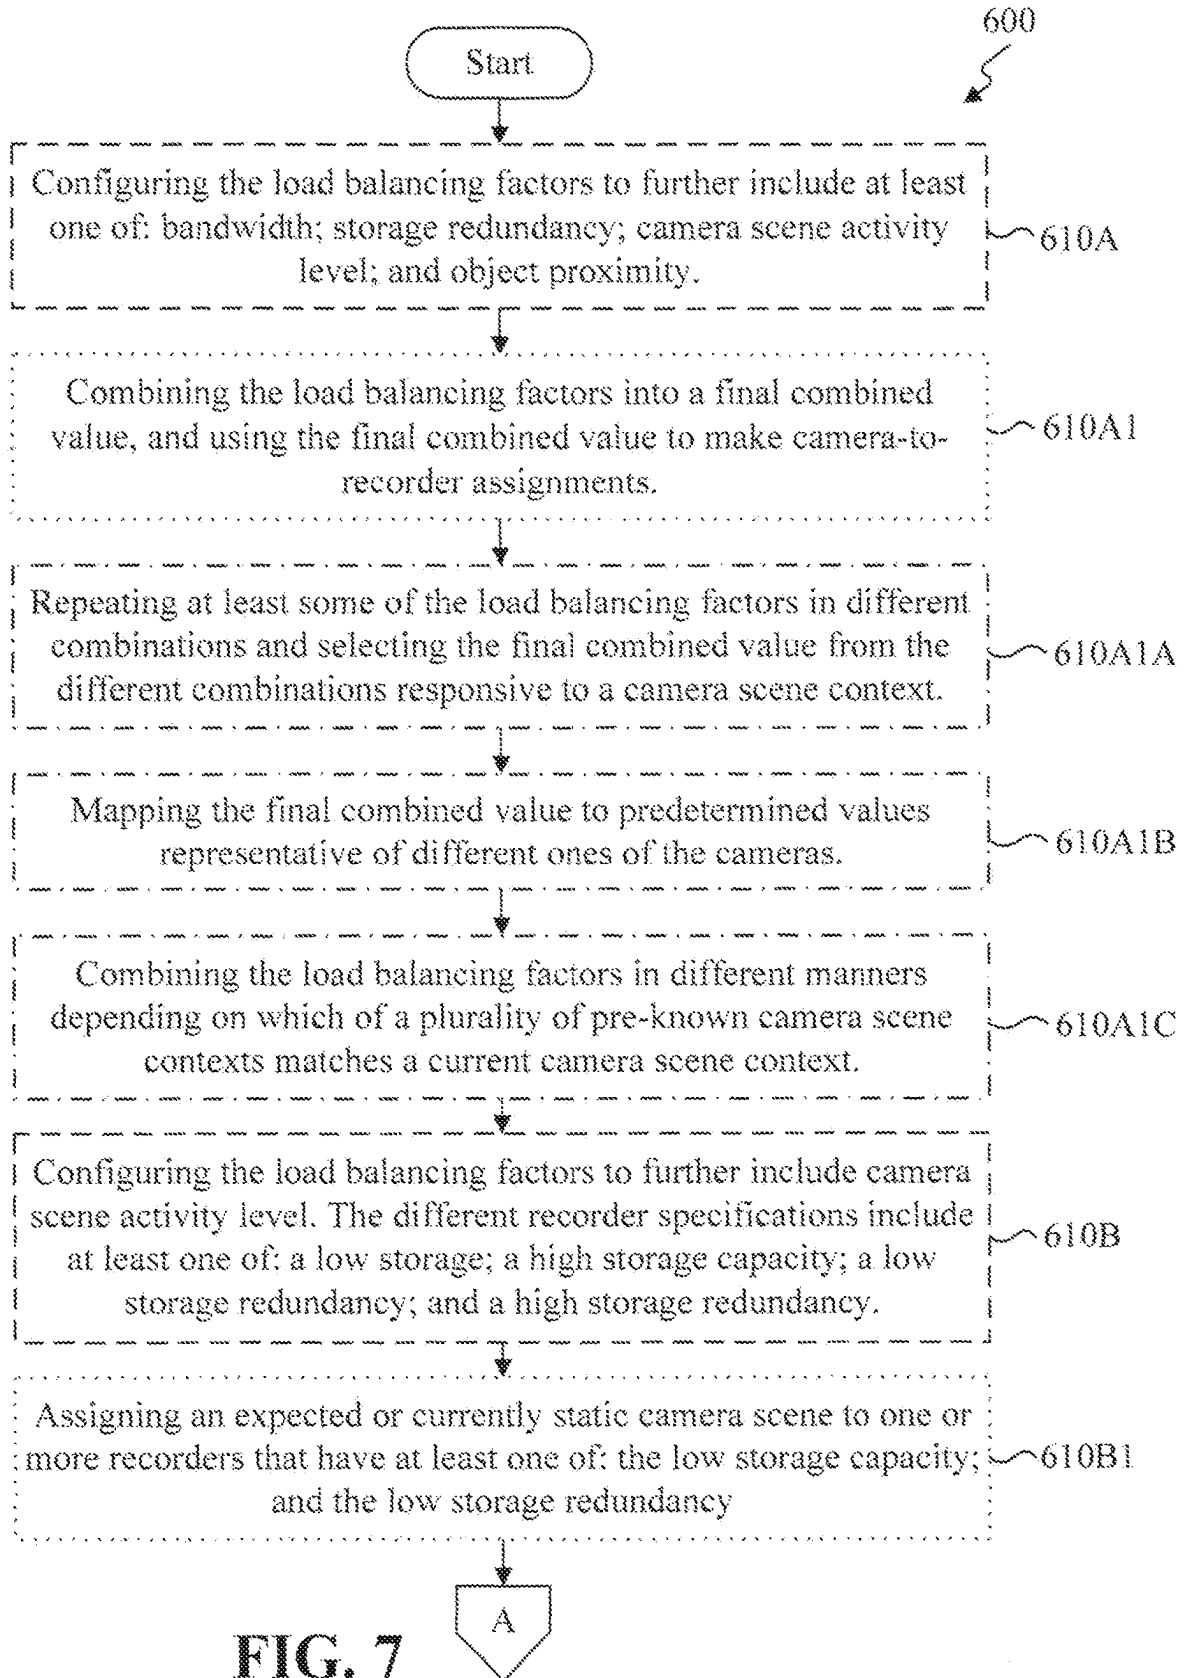 600
Start
Configuring the load balancing factors to further include at least
one of: bandwidth; storage redundancy; camera scene activity
level; and object proximity.
610A
Combining the load balancing factors into a final combined
value, and using the final combined value to make camera-to-
recorder assignments.
610A1
Repeating at least some of the load balancing factors in different
combinations and selecting the final combined value from the
different combinations responsive to a camera scene context.
610A1A
Mapping the final combined value to predetermined values
representative of different ones of the cameras.
610A1B
Combining the load balancing factors in different manners
depending on which of a plurality of pre-known camera scene
contexts matches a current camera scene context.
610A1C
Configuring the load balancing factors to further include camera
scene activity level. The different recorder specifications include
at least one of: a low storage; a high storage capacity; a low
storage redundancy; and a high storage redundancy.
610B
Assigning an expected or currently static camera scene to one or
more recorders that have at least one of: the low storage capacity;
and the low storage redundancy
610B1
A
FIG. 7